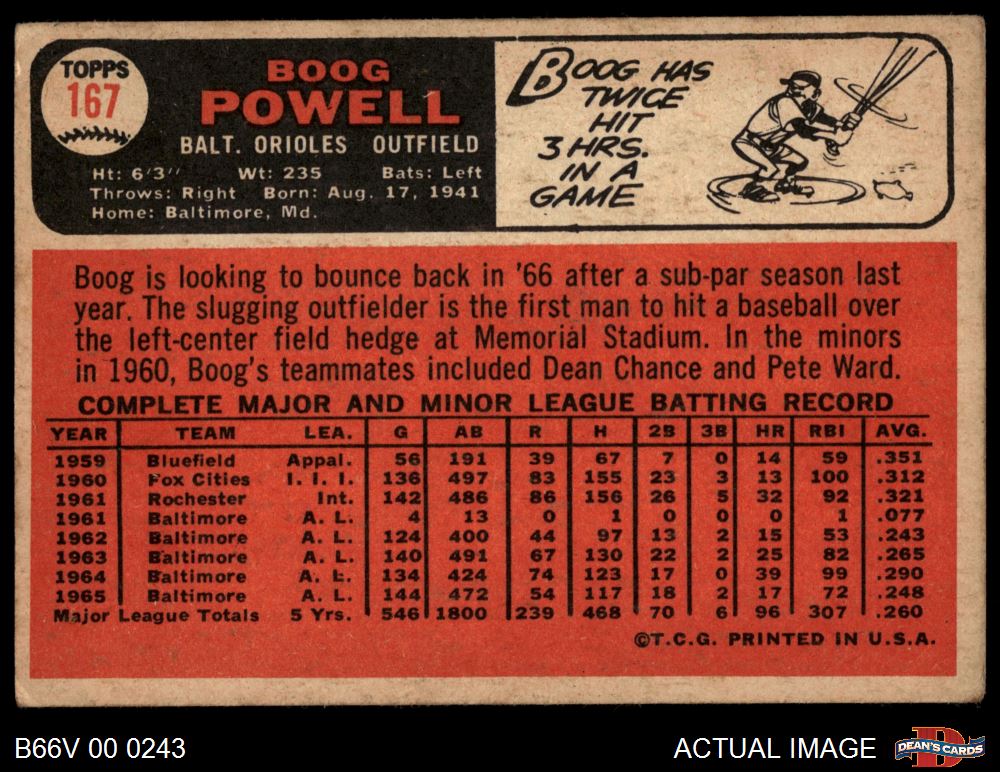 TOPPS
167
BOOG
POWELL
BALT. ORIOLES OUTFIELD
Ht: 6'3" Wt: 235 Bats: Left
Throws: Right Born: Aug. 17, 1941
Home: Baltimore, Md.
BOOG HAS
TWICE
HIT
3 HRS.
IN A
GAME
Boog is looking to bounce back in '66 after a sub-par season last
year. The slugging outfielder is the first man to hit a baseball over
the left-center field hedge at Memorial Stadium. In the minors
in 1960, Boog's teammates included Dean Chance and Pete Ward.
COMPLETE MAJOR AND MINOR LEAGUE BATTING RECORD
YEAR TEAM LEA. G AB R H 2B 3B HR RBI AVG.
1959 Bluefield Appal. 56 191 39 67 7 0 14 59 .351
1960 Fox Cities I. I. I. 136 497 83 155 23 3 13 100 .312
1961 Rochester Int. 142 486 86 156 26 5 32 92 .321
1961 Baltimore A. L. 4 13 0 1 0 0 0 1 .077
1962 Baltimore A. L. 124 400 44 97 13 2 15 53 .243
1963 Baltimore A. L. 140 491 67 130 22 2 25 82 .265
1964 Baltimore A. L. 134 424 74 123 17 0 39 99 .290
1965 Baltimore A. L. 144 472 54 117 18 2 17 72 .248
Major League Totals 5 Yrs. 546 1800 239 468 70 6 96 307 .260
©T.C.G. PRINTED IN U.S.A.
B66V 00 0243
ACTUAL IMAGE
DEAN'S CARDS